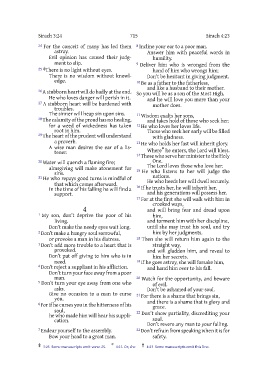 Sirach 3:24
725
Sirach 4:23
24 For the conceit of many has led them
astray.
Evil opinion has caused their judg-
ment to slip.
25 There is no light without eyes.
There is no wisdom without knowl-
edge.
26 A stubborn heart will do badly at the end.
He who loves danger will perish in it.
27 A stubborn heart will be burdened with
troubles.
The sinner will heap sin upon sins.
28 The calamity of the proud has no healing,
for a weed of wickedness has taken
root in him.
29 The heart of the prudent will understand
a proverb.
A wise man desires the ear of a lis-
tener.
30 Water will quench a flaming fire;
almsgiving will make atonement for
sins.
31 He who repays good turns is mindful of
that which comes afterward.
In the time of his falling he will find a
support.
4
1 My son, don’t deprive the poor of his
living.
Don’t make the needy eyes wait long.
2 Don’t make a hungry soul sorrowful,
or provoke a man in his distress.
3 Don’t add more trouble to a heart that is
provoked.
Don’t put off giving to him who is in
need.
4 Don’t reject a suppliant in his affliction.
Don’t turn your face away from a poor
man.
5 Don’t turn your eye away from one who
asks.
Give no occasion to a man to curse
you.
6 For if he curses you in the bitterness of his
soul,
he who made him will hear his suppli-
cation.
7 Endear yourself to the assembly.
Bow your head to a great man.
8 Incline your ear to a poor man.
Answer him with peaceful words in
humility.
9 Deliver him who is wronged from the
hand of him who wrongs him;
Don’t be hesitant in giving judgment.
10 Be as a father to the fatherless,
and like a husband to their mother.
So you will be as a son of the Most High,
and he will love you more than your
mother does.
11 Wisdom exalts her sons,
and takes hold of those who seek her.
12 He who loves her loves life.
Those who seek her early will be filled
with gladness.
13 He who holds her fast will inherit glory.
Where he enters, the Lord will bless.
14 Those who serve her minister to the Holy
One.
The Lord loves those who love her.
15 He who listens to her will judge the
nations.
He who heeds her will dwell securely.
16 If he trusts her, he will inherit her,
and his generations will possess her.
17 For at the first she will walk with him in
crooked ways,
and will bring fear and dread upon
him,
and torment him with her discipline,
until she may trust his soul, and try
him by her judgments.
18 Then she will return him again to the
straight way,
and will gladden him, and reveal to
him her secrets.
19 If he goes astray, she will forsake him,
and hand him over to his fall.
20 Watch for the opportunity, and beware
of evil.
Don’t be ashamed of your soul.
21 For there is a shame that brings sin,
and there is a shame that is glory and
grace.
22 Don’t show partiality, discrediting your
soul.
Don’t revere any man to your falling.
23 Don’t refrain from speaking when it is for
safety.